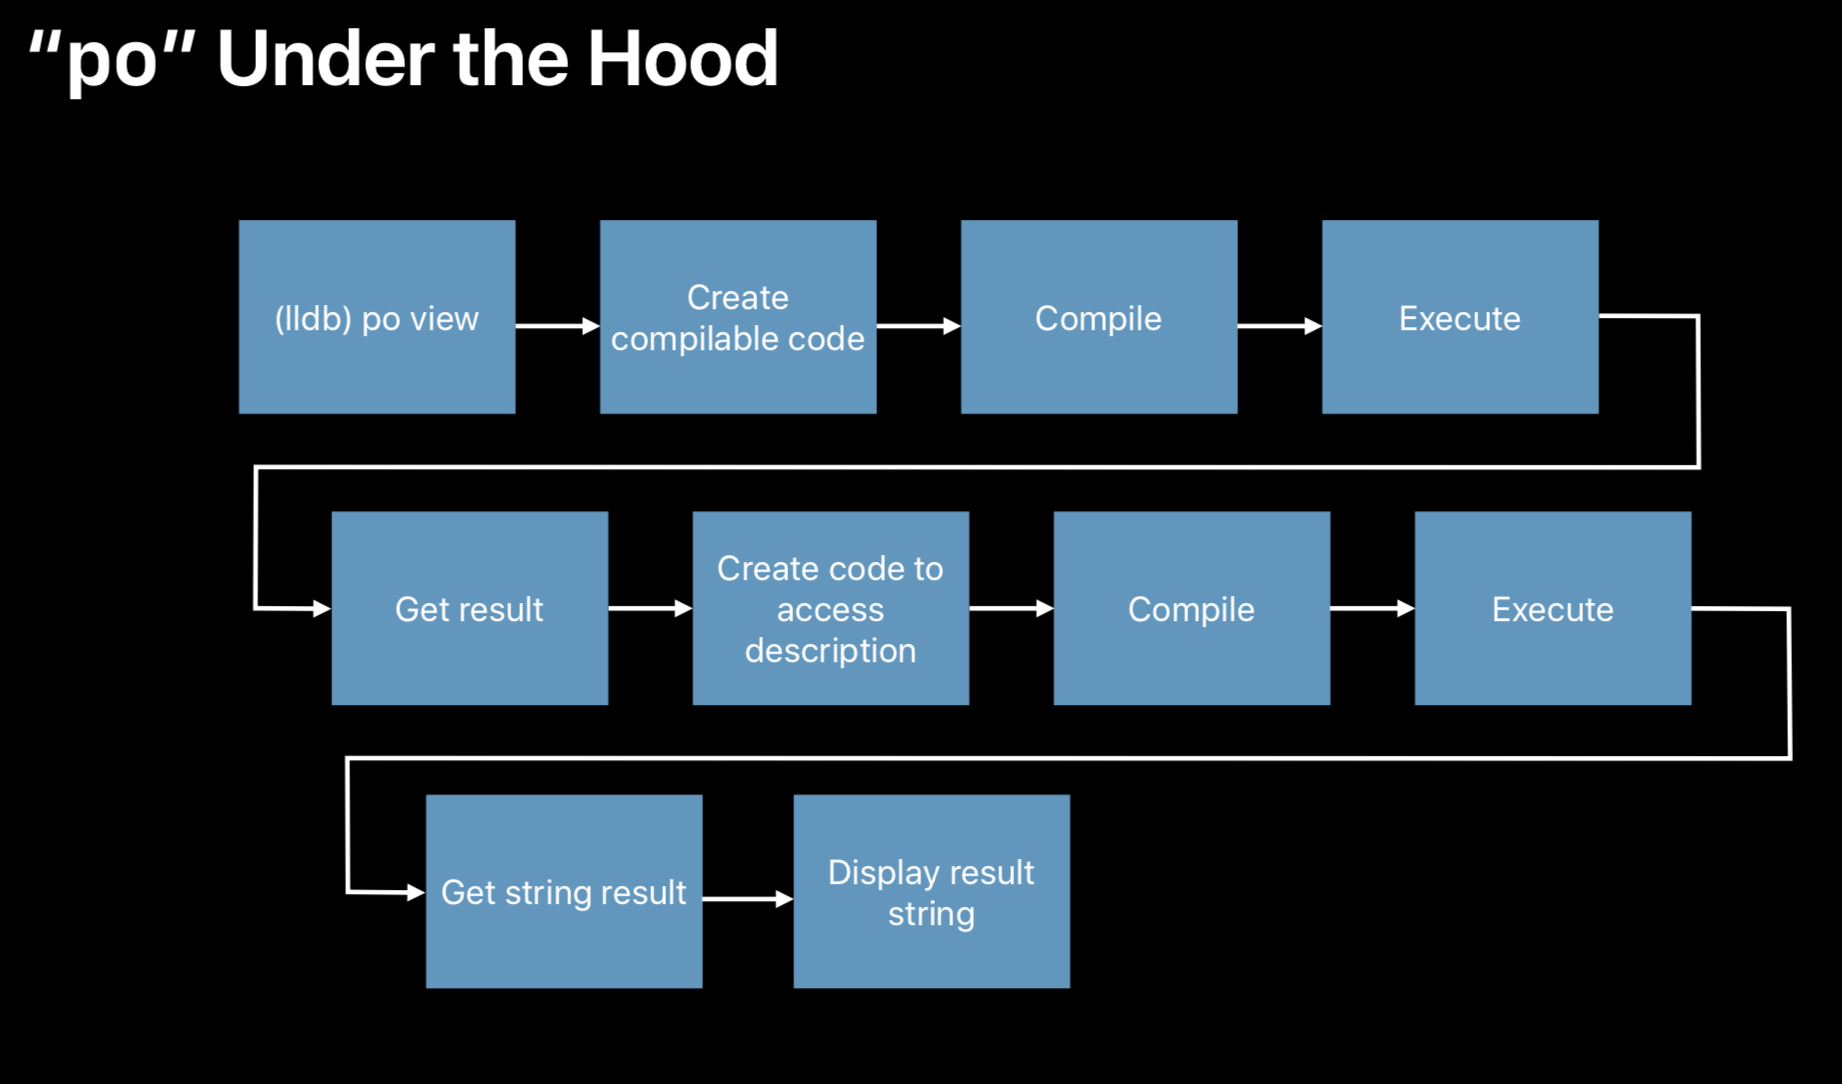 “po” Under the Hood
(lldb) po view
Create
compilable code
Compile
Execute
Get result
Create code to
access
description
Compile
Execute
Get string result
Display result
string